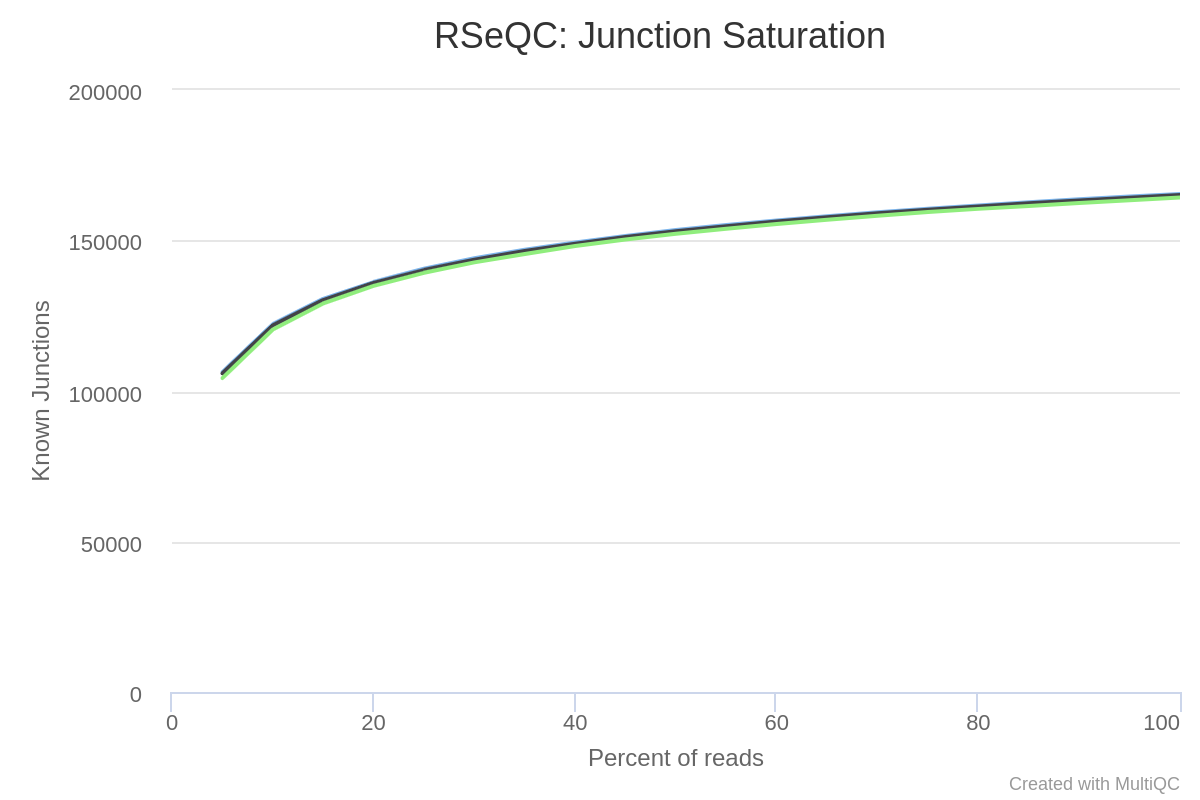 RSeQC: Junction Saturation
200000
150000
100000
50000
0
Known Junctions
0 20 40 60 80 100
Percent of reads
Created with MultiQC